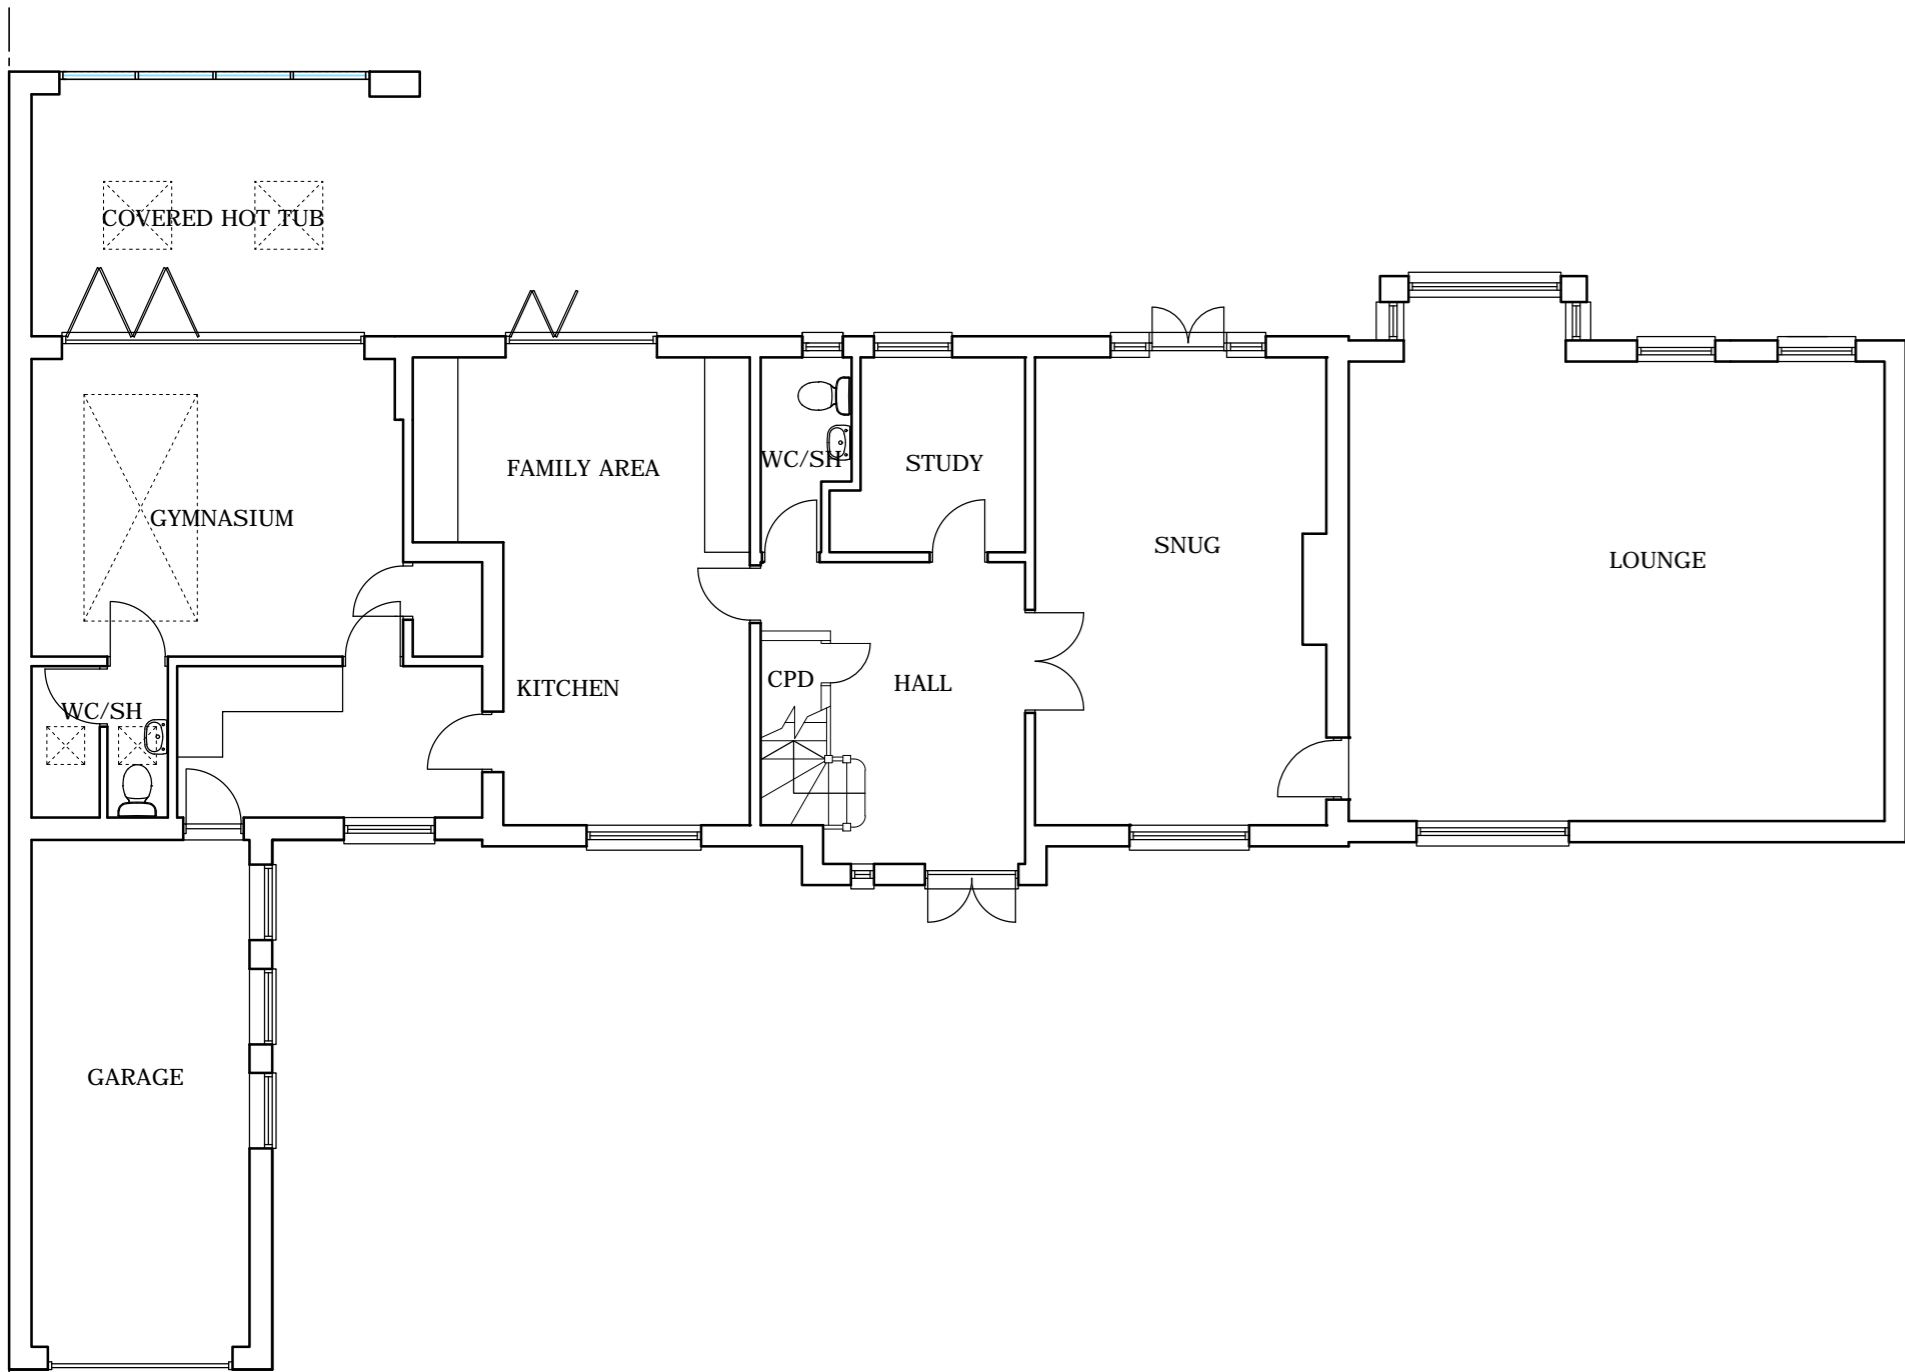 COVERED HOT TUB
FAMILY AREA
WC/SH
STUDY
GYMNASIUM
SNUG
LOUNGE
KITCHEN
CPD
HALL
WC/SH
GARAGE